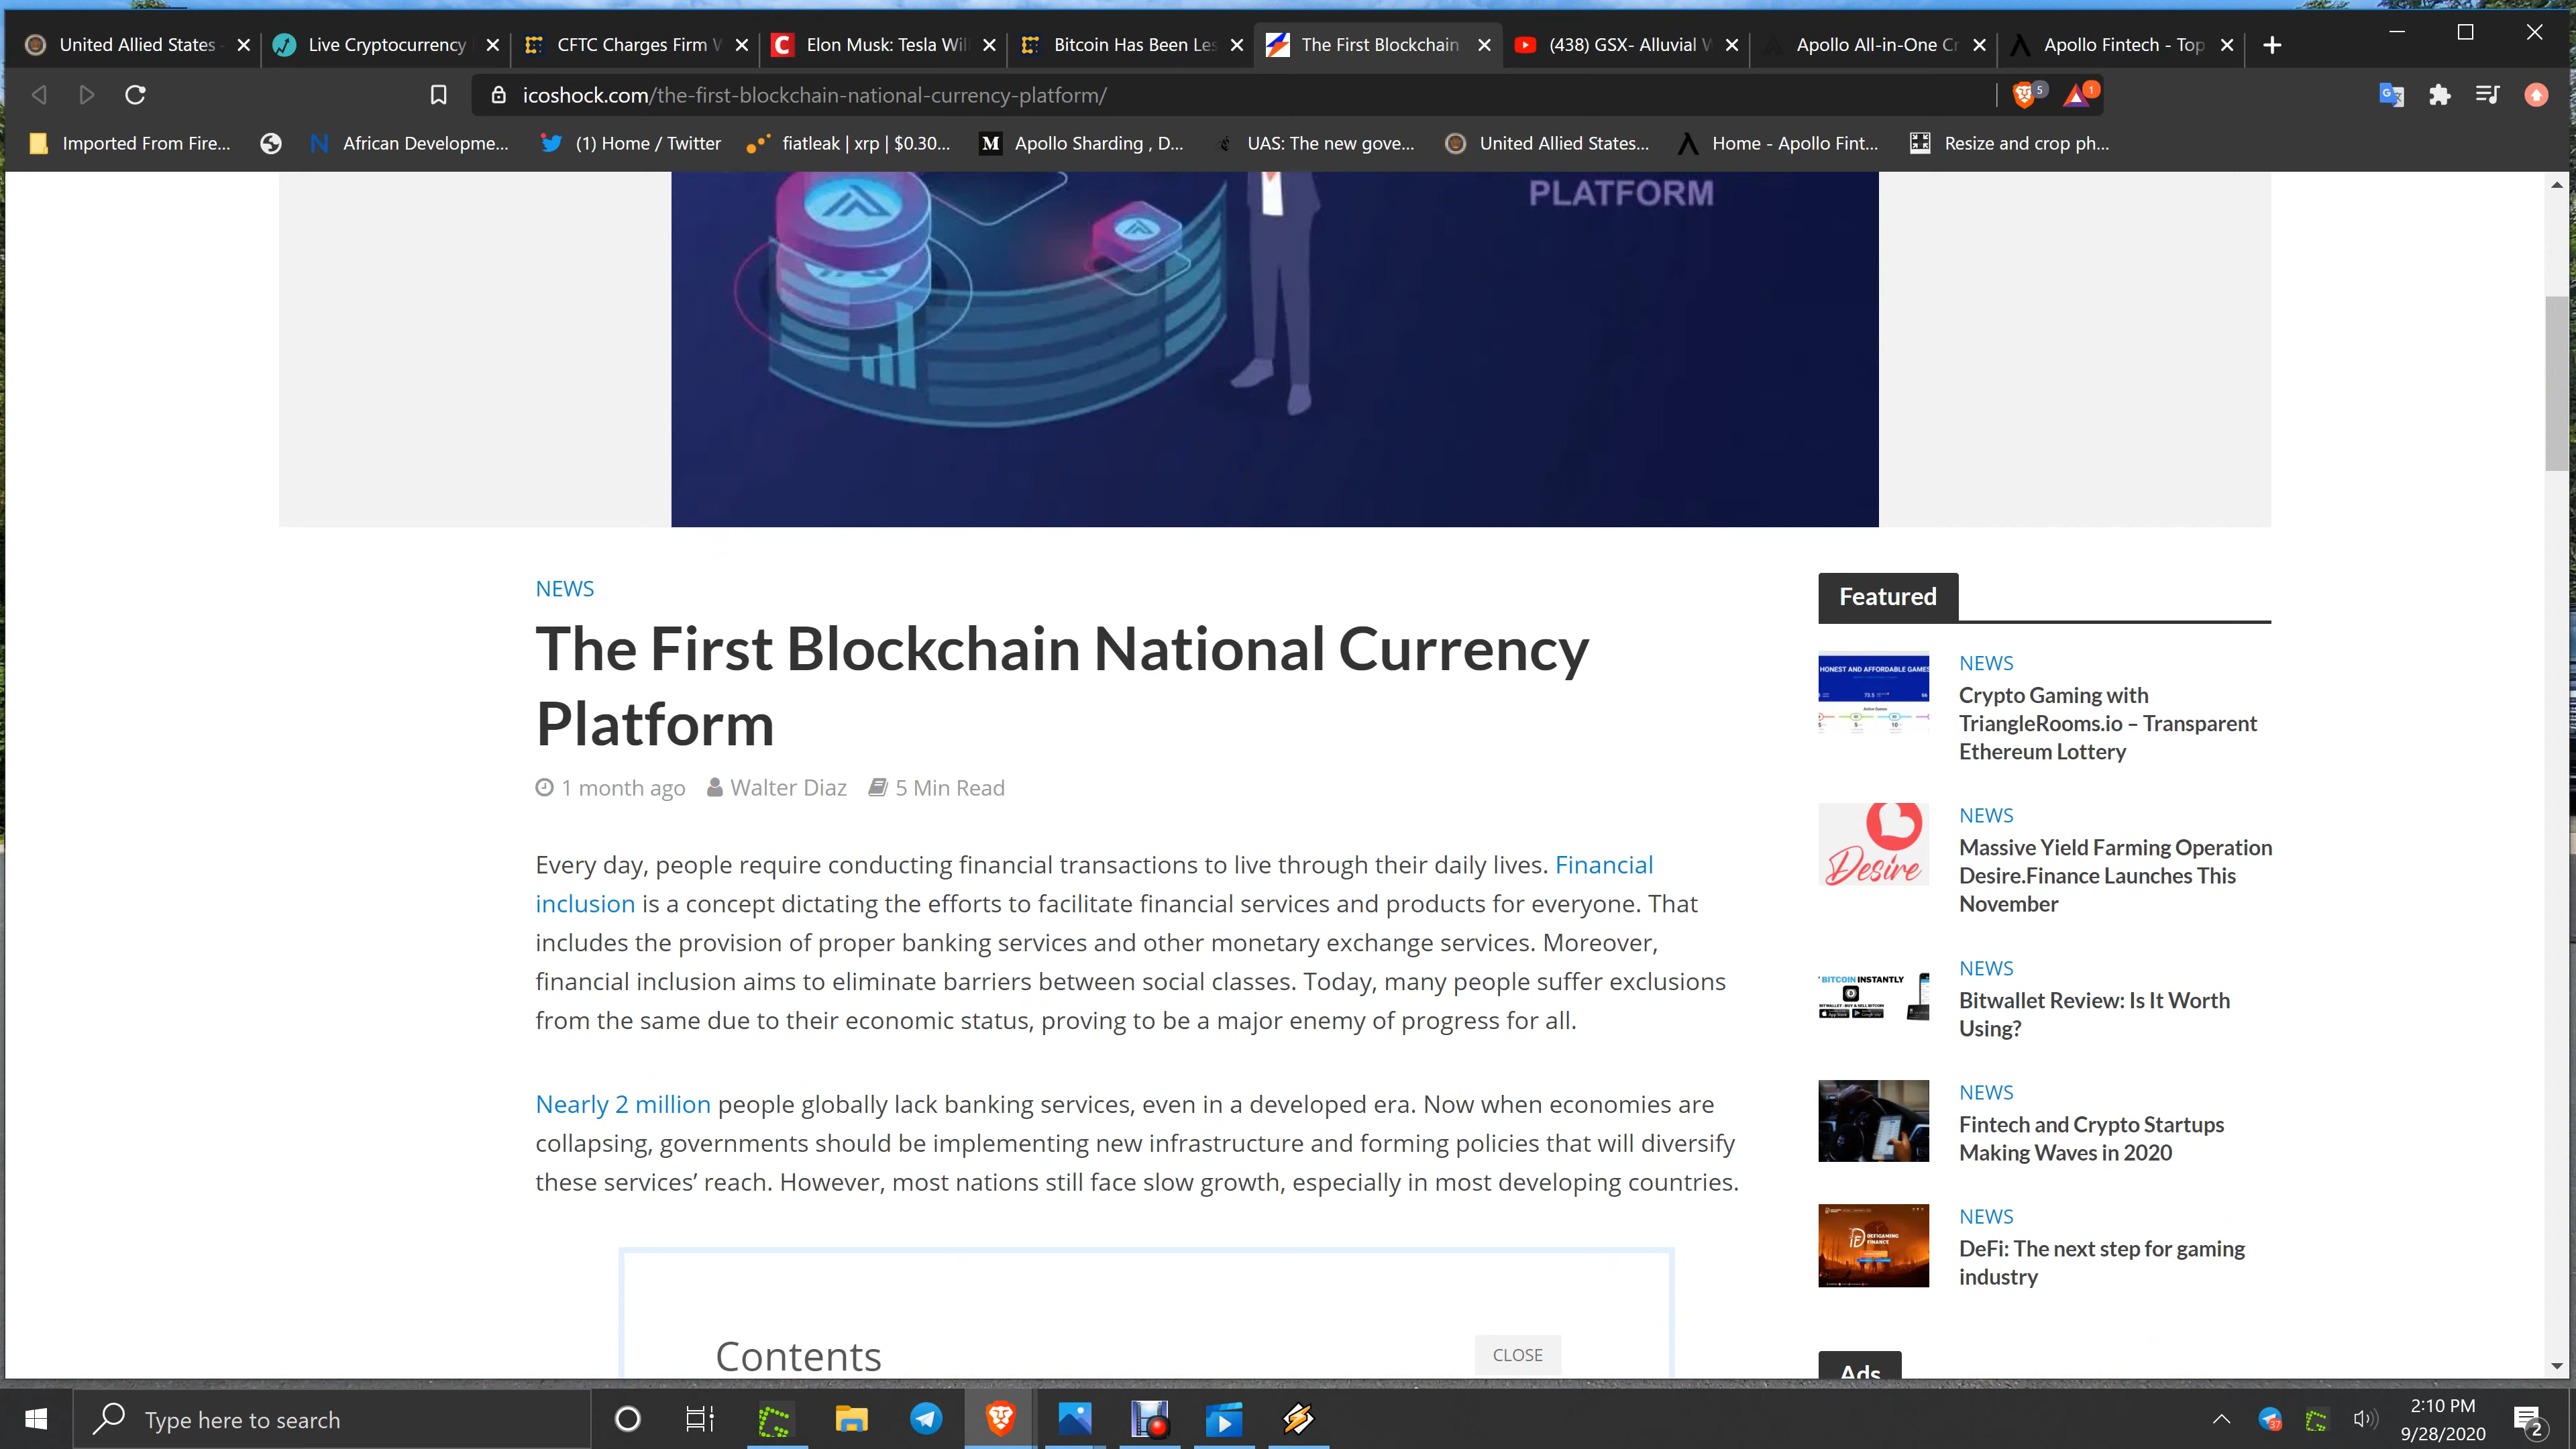 United Allied States -
Live Cryptocurrency
CFTC Charges Firm W
Elon Musk: Tesla Wil
Bitcoin Has Been Les
The First Blockchain
(438) GSX- Alluvial W
Apollo All-in-One Cr
Apollo Fintech - Top
icoshock.com/the-first-blockchain-national-currency-platform/
5
1
Imported From Fire...
African Developme...
(1) Home / Twitter
fiatleak | xrp | $0.30...
Apollo Sharding , D...
UAS: The new gove...
United Allied States...
Home - Apollo Fint...
Resize and crop ph...
PLATFORM
NEWS
The First Blockchain National Currency
Platform
1 month ago Walter Diaz 5 Min Read
Every day, people require conducting financial transactions to live through their daily lives. Financial
inclusion is a concept dictating the efforts to facilitate financial services and products for everyone. That
includes the provision of proper banking services and other monetary exchange services. Moreover,
financial inclusion aims to eliminate barriers between social classes. Today, many people suffer exclusions
from the same due to their economic status, proving to be a major enemy of progress for all.
Nearly 2 million people globally lack banking services, even in a developed era. Now when economies are
collapsing, governments should be implementing new infrastructure and forming policies that will diversify
these services’ reach. However, most nations still face slow growth, especially in most developing countries.
Contents
CLOSE
Featured
HONEST AND AFFORDABLE GAMES
NEWS
Crypto Gaming with
TriangleRooms.io – Transparent
Ethereum Lottery
Desire
NEWS
Massive Yield Farming Operation
Desire.Finance Launches This
November
BITCOIN INSTANTLY
NEWS
Bitwallet Review: Is It Worth
Using?
NEWS
Fintech and Crypto Startups
Making Waves in 2020
NEWS
DeFi: The next step for gaming
industry
Ads
Type here to search
37
2:10 PM
9/28/2020
2